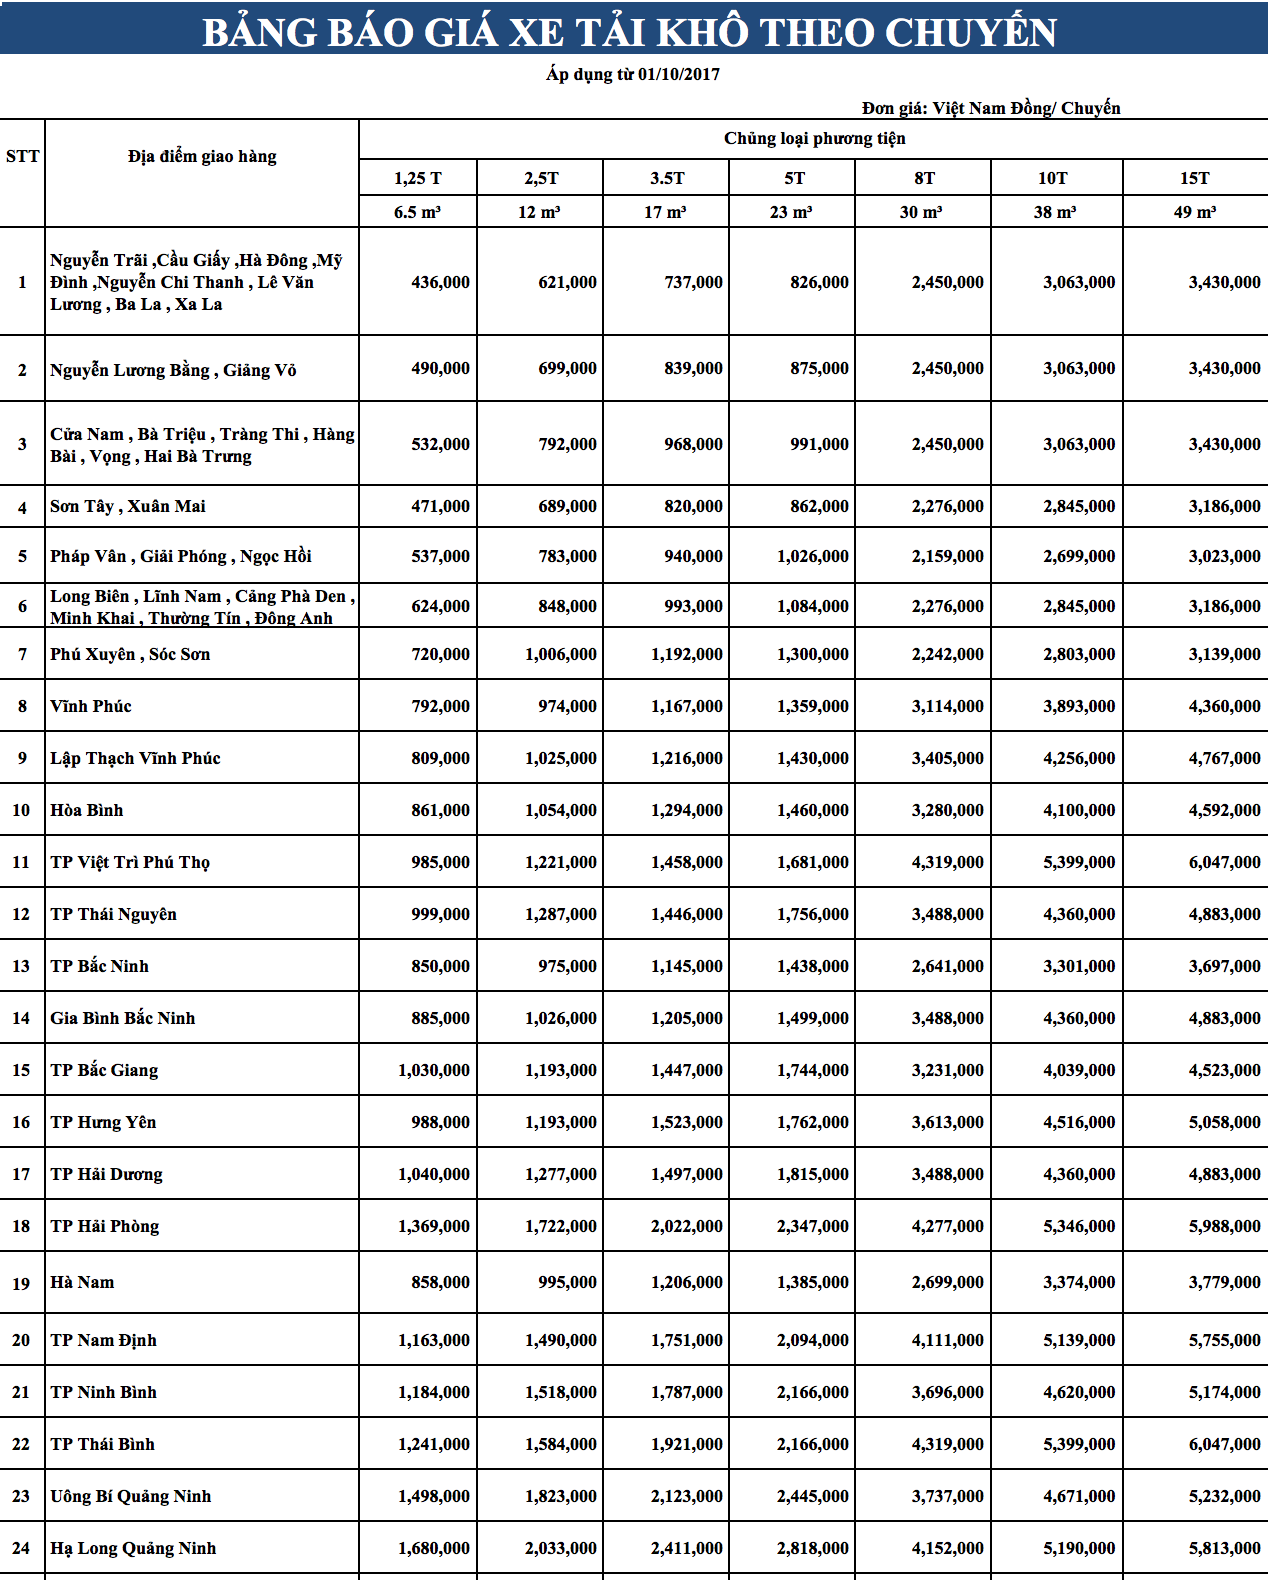 BẢNG BÁO GIÁ XE TẢI KHÔ THEO CHUYẾN
Áp dụng từ 01/10/2017
Đơn giá: Việt Nam Đồng/ Chuyến
STT Địa điểm giao hàng Chủng loại phương tiện
1,25 T 2,5T 3.5T 5T 8T 10T 15T
6.5 m³ 12 m³ 17 m³ 23 m³ 30 m³ 38 m³ 49 m³
Nguyễn Trãi ,Cầu Giấy ,Hà Đông ,Mỹ
1 Đình ,Nguyễn Chi Thanh , Lê Văn 436,000 621,000 737,000 826,000 2,450,000 3,063,000 3,430,000
Lương , Ba La , Xa La
2 Nguyễn Lương Bằng , Giảng Võ 490,000 699,000 839,000 875,000 2,450,000 3,063,000 3,430,000
3 Cửa Nam , Bà Triệu , Tràng Thi , Hàng 532,000 792,000 968,000 991,000 2,450,000 3,063,000 3,430,000
Bài , Vọng , Hai Bà Trưng
4 Sơn Tây , Xuân Mai 471,000 689,000 820,000 862,000 2,276,000 2,845,000 3,186,000
5 Pháp Vân , Giải Phóng , Ngọc Hồi 537,000 783,000 940,000 1,026,000 2,159,000 2,699,000 3,023,000
6 Long Biên , Lĩnh Nam , Cảng Phà Den , 624,000 848,000 993,000 1,084,000 2,276,000 2,845,000 3,186,000
Minh Khai , Thường Tín , Đông Anh
7 Phú Xuyên , Sóc Sơn 720,000 1,006,000 1,192,000 1,300,000 2,242,000 2,803,000 3,139,000
8 Vĩnh Phúc 792,000 974,000 1,167,000 1,359,000 3,114,000 3,893,000 4,360,000
9 Lập Thạch Vĩnh Phúc 809,000 1,025,000 1,216,000 1,430,000 3,405,000 4,256,000 4,767,000
10 Hòa Bình 861,000 1,054,000 1,294,000 1,460,000 3,280,000 4,100,000 4,592,000
11 TP Việt Trì Phú Thọ 985,000 1,221,000 1,458,000 1,681,000 4,319,000 5,399,000 6,047,000
12 TP Thái Nguyên 999,000 1,287,000 1,446,000 1,756,000 3,488,000 4,360,000 4,883,000
13 TP Bắc Ninh 850,000 975,000 1,145,000 1,438,000 2,641,000 3,301,000 3,697,000
14 Gia Bình Bắc Ninh 885,000 1,026,000 1,205,000 1,499,000 3,488,000 4,360,000 4,883,000
15 TP Bắc Giang 1,030,000 1,193,000 1,447,000 1,744,000 3,231,000 4,039,000 4,523,000
16 TP Hưng Yên 988,000 1,193,000 1,523,000 1,762,000 3,613,000 4,516,000 5,058,000
17 TP Hải Dương 1,040,000 1,277,000 1,497,000 1,815,000 3,488,000 4,360,000 4,883,000
18 TP Hải Phòng 1,369,000 1,722,000 2,022,000 2,347,000 4,277,000 5,346,000 5,988,000
19 Hà Nam 858,000 995,000 1,206,000 1,385,000 2,699,000 3,374,000 3,779,000
20 TP Nam Định 1,163,000 1,490,000 1,751,000 2,094,000 4,111,000 5,139,000 5,755,000
21 TP Ninh Bình 1,184,000 1,518,000 1,787,000 2,166,000 3,696,000 4,620,000 5,174,000
22 TP Thái Bình 1,241,000 1,584,000 1,921,000 2,166,000 4,319,000 5,399,000 6,047,000
23 Uông Bí Quảng Ninh 1,498,000 1,823,000 2,123,000 2,445,000 3,737,000 4,671,000 5,232,000
24 Hạ Long Quảng Ninh 1,680,000 2,033,000 2,411,000 2,818,000 4,152,000 5,190,000 5,813,000